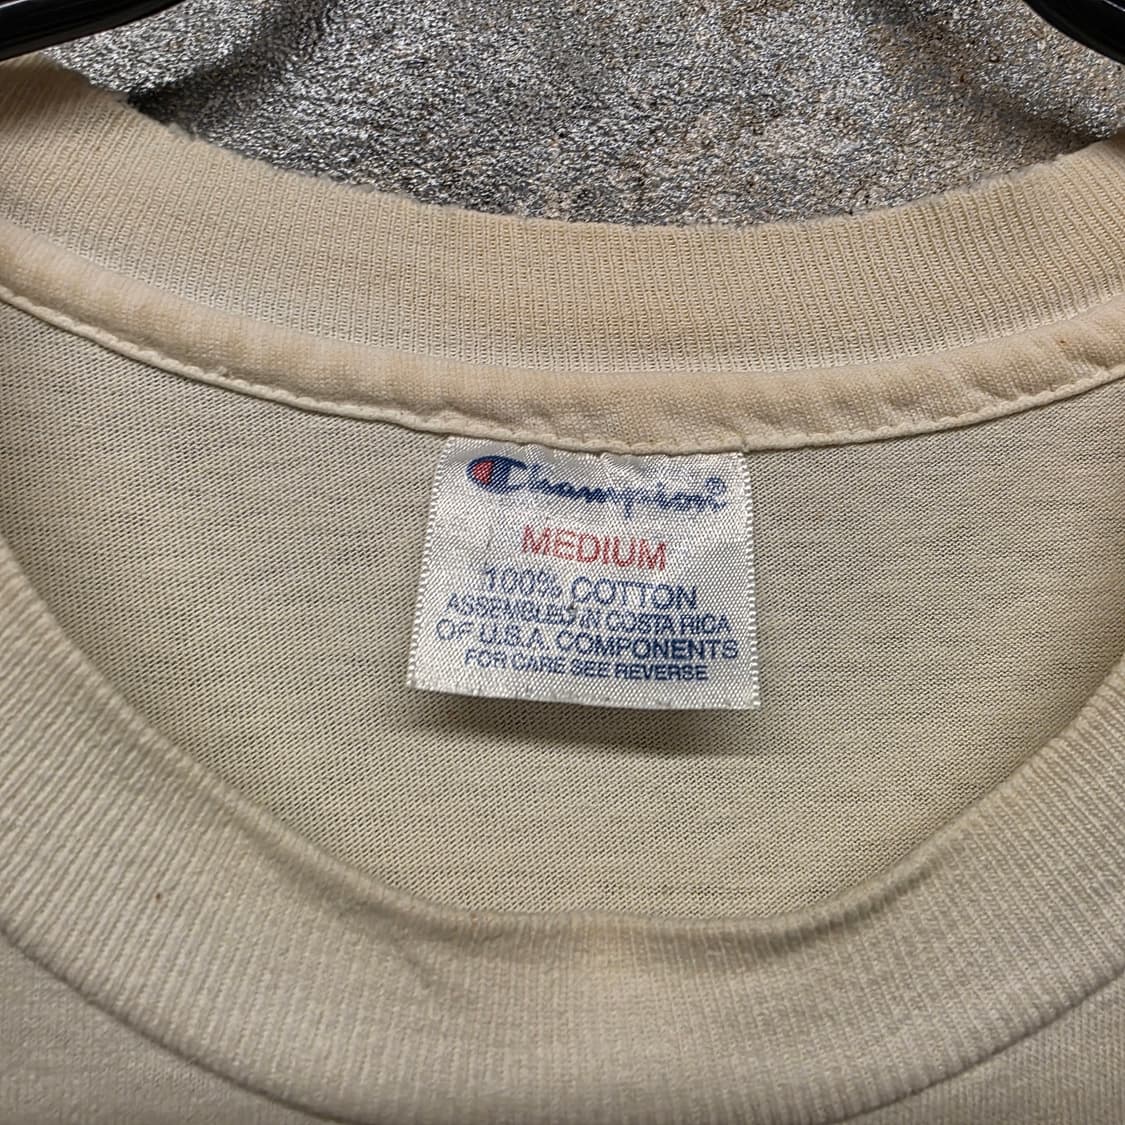 Champion®
MEDIUM
100% COTTON
ASSEMBLED IN COSTA RICA
OF U.S.A. COMPONENTS
FOR CARE SEE REVERSE